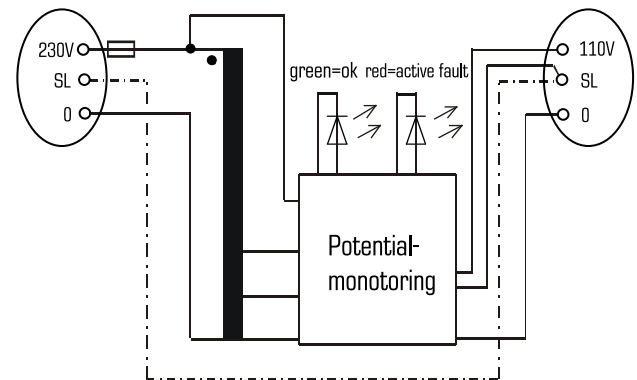 230V
SL
0
green=ok red=active fault
110V
SL
0
Potential-
monotoring